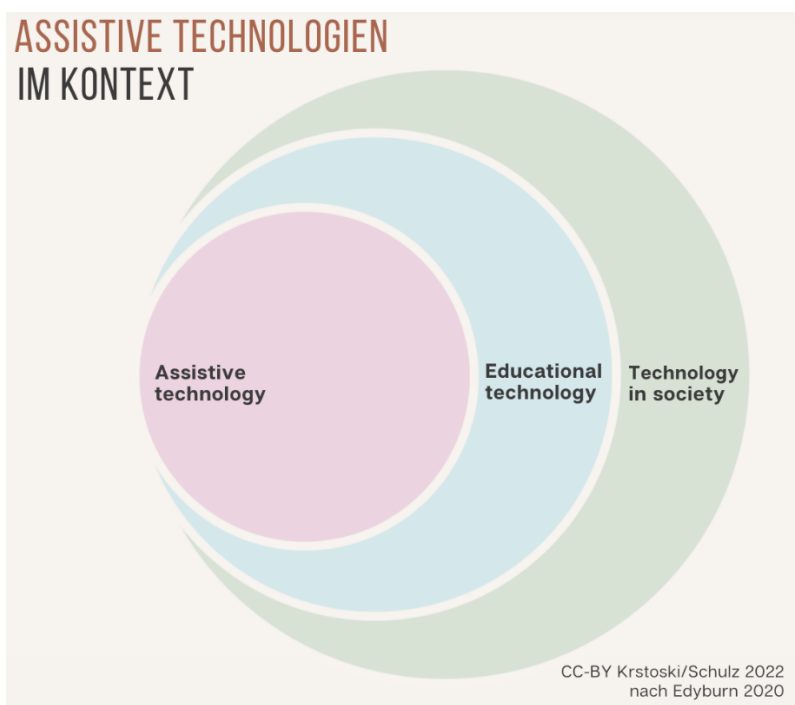 ASSISTIVE TECHNOLOGIEN
IM KONTEXT
Assistive
technology
Educational
technology
Technology
in society
CC-BY Krstoski/Schulz 2022
nach Edyburn 2020